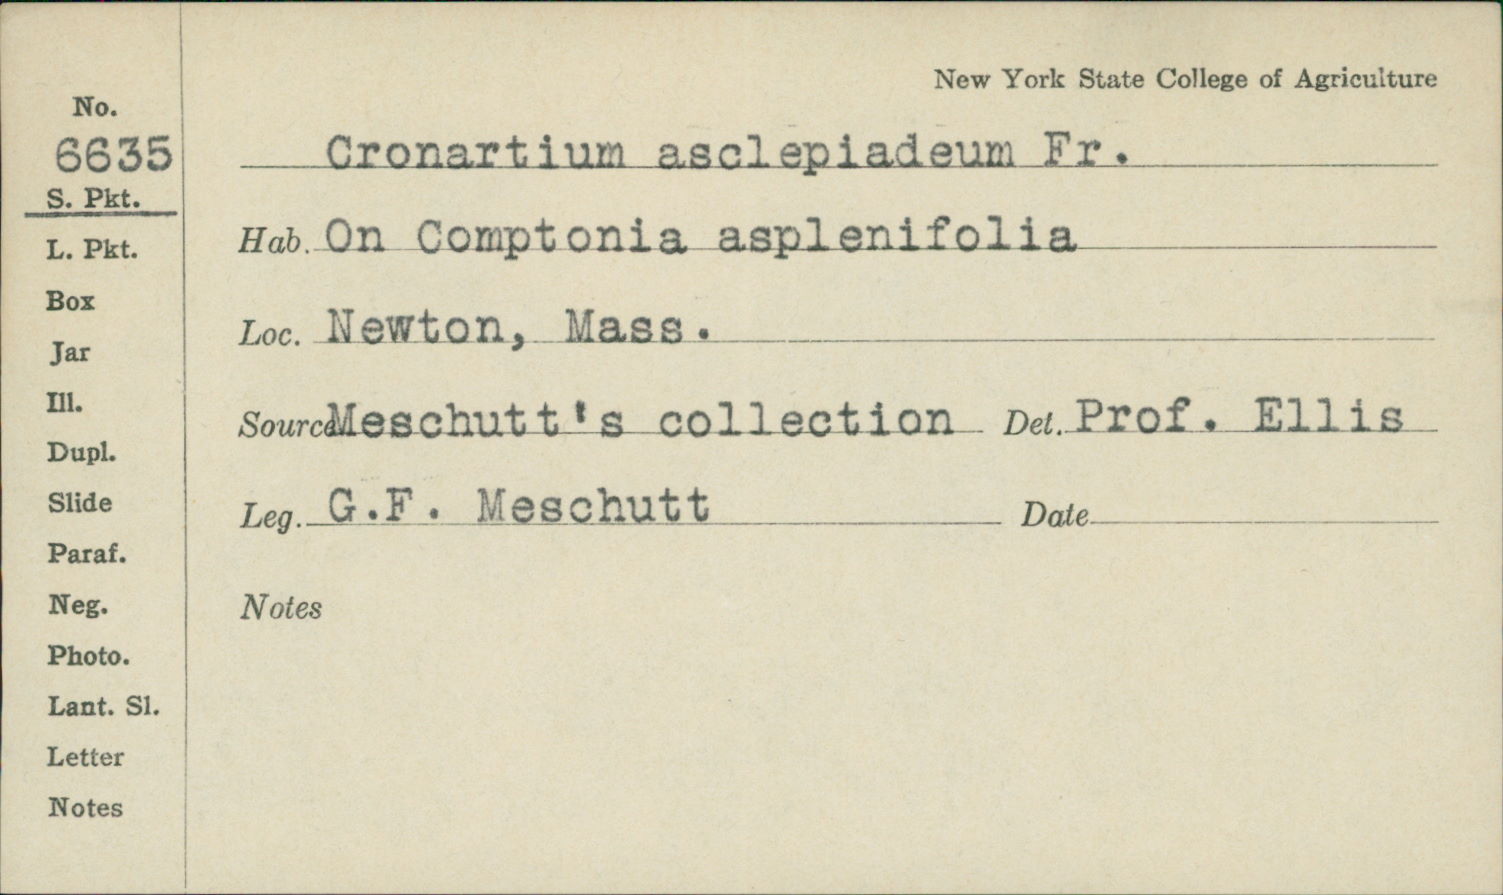 New York State College of Agriculture
No.
6635
S. Pkt.
L. Pkt.
Box
Jar
Ill.
Dupl.
Slide
Paraf.
Neg.
Photo.
Lant. Sl.
Letter
Notes
Cronartium asclepiadeum Fr.
Hab. On Comptonia asplenifolia
Loc. Newton, Mass.
Source Meschutt's collection Det. Prof. Ellis
Leg. G.F. Meschutt Date
Notes